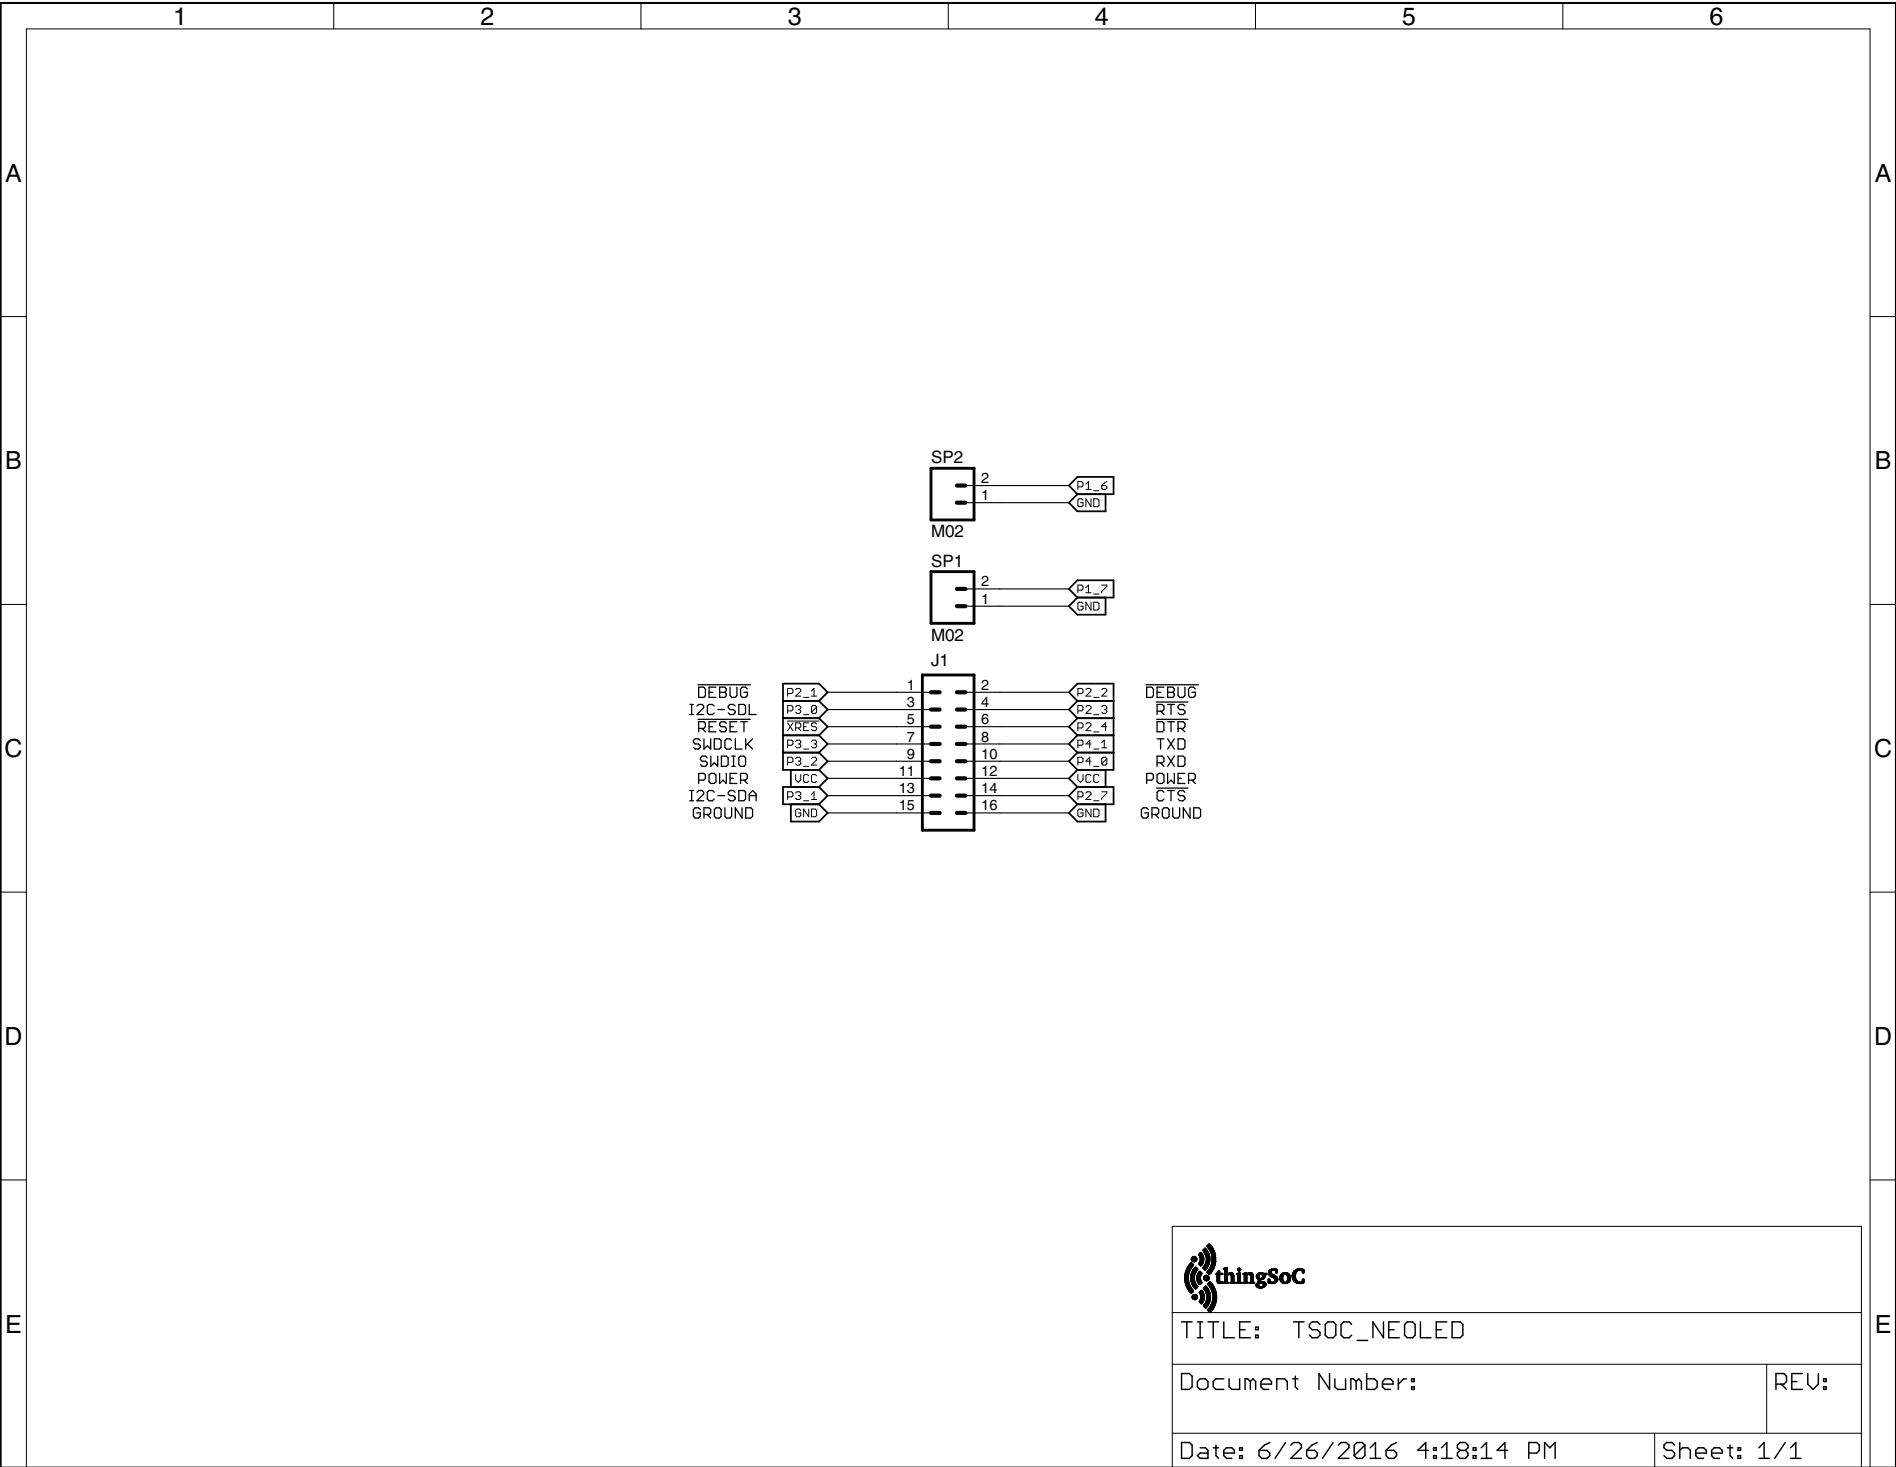 1 2 3 4 5 6
A A
B B
SP2
2 P1_6
1 GND
M02
SP1
2 P1_7
1 GND
M02
J1
DEBUG P2_1 1 2 P2_2 DEBUG
I2C-SDL P3_0 3 4 P2_3 RTS
RESET XRES 5 6 P2_4 DTR
SWDCLK P3_3 7 8 P4_1 TXD
C C
SWDIO P3_2 9 10 P4_0 RXD
POWER VCC 11 12 VCC POWER
I2C-SDA P3_1 13 14 P2_7 CTS
GROUND GND 15 16 GND GROUND
D D
thingSoC
E E
TITLE: TSOC_NEOLED
Document Number: REV:
Date: 6/26/2016 4:18:14 PM Sheet: 1/1